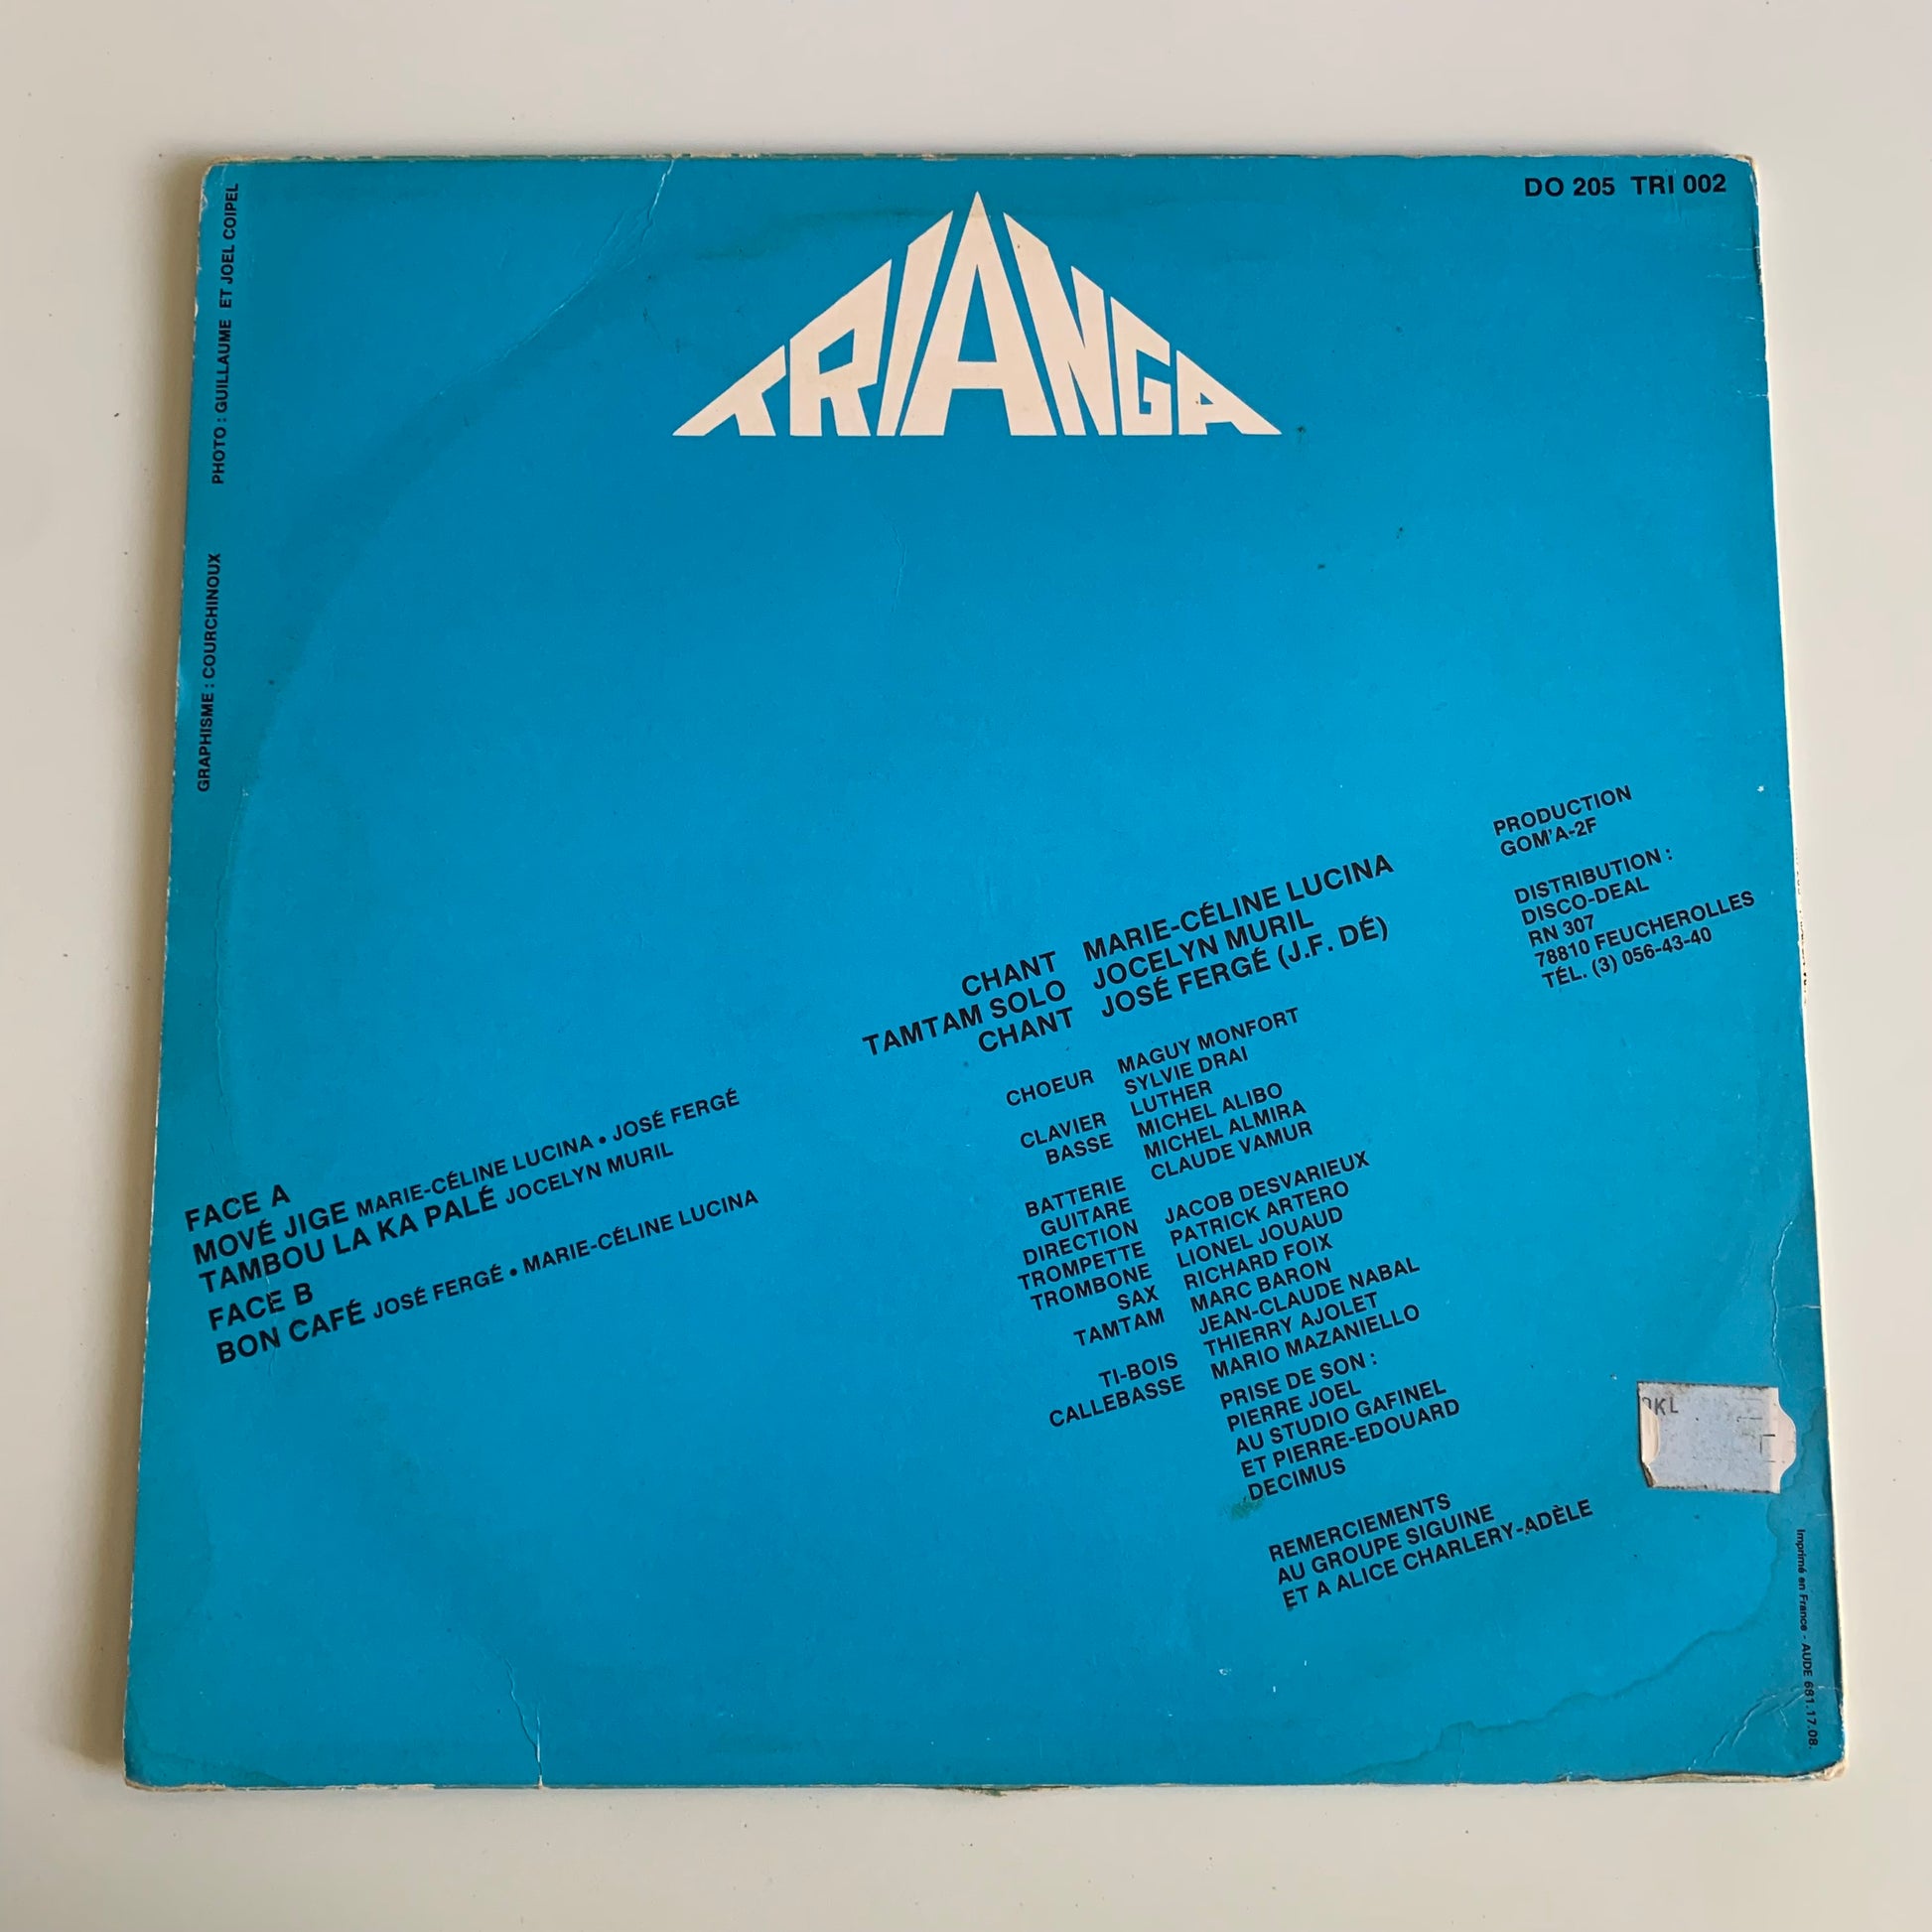 DO 205 TRI 002
TRIANGA
PHOTO : GUILLAUME ET JOEL COIPEL
GRAPHISME : COURCHINOUX
FACE A
MOVÉ JIGE MARIE-CÉLINE LUCINA • JOSÉ FERGÉ
TAMBOU LA KA PALÉ JOCELYN MURIL
FACE B
BON CAFÉ JOSÉ FERGÉ • MARIE-CÉLINE LUCINA
CHANT MARIE-CÉLINE LUCINA
TAMTAM SOLO JOCELYN MURIL
CHANT JOSÉ FERGÉ (J.F. DÉ)
CHOEUR MAGUY MONFORT
SYLVIE DRAI
CLAVIER LUTHER
BASSE MICHEL ALIBO
MICHEL ALMIRA
BATTERIE CLAUDE VAMUR
GUITARE
DIRECTION JACOB DESVARIEUX
TROMPETTE PATRICK ARTERO
TROMBONE LIONEL JOUAUD
SAX RICHARD FOIX
TAMTAM MARC BARON
JEAN-CLAUDE NABAL
TI-BOIS THIERRY AJOLET
CALLEBASSE MARIO MAZANIELLO
PRISE DE SON :
PIERRE JOEL
AU STUDIO GAFINEL
ET PIERRE-EDOUARD
DECIMUS
REMERCIEMENTS
AU GROUPE SIGUINE
ET A ALICE CHARLERY-ADÈLE
PRODUCTION
GOM'A-2F
DISTRIBUTION :
DISCO-DEAL
RN 307
78810 FEUCHEROLLES
TÉL. (3) 056-43-40
KL
Imprimé en France - AUDE 681.17.08.